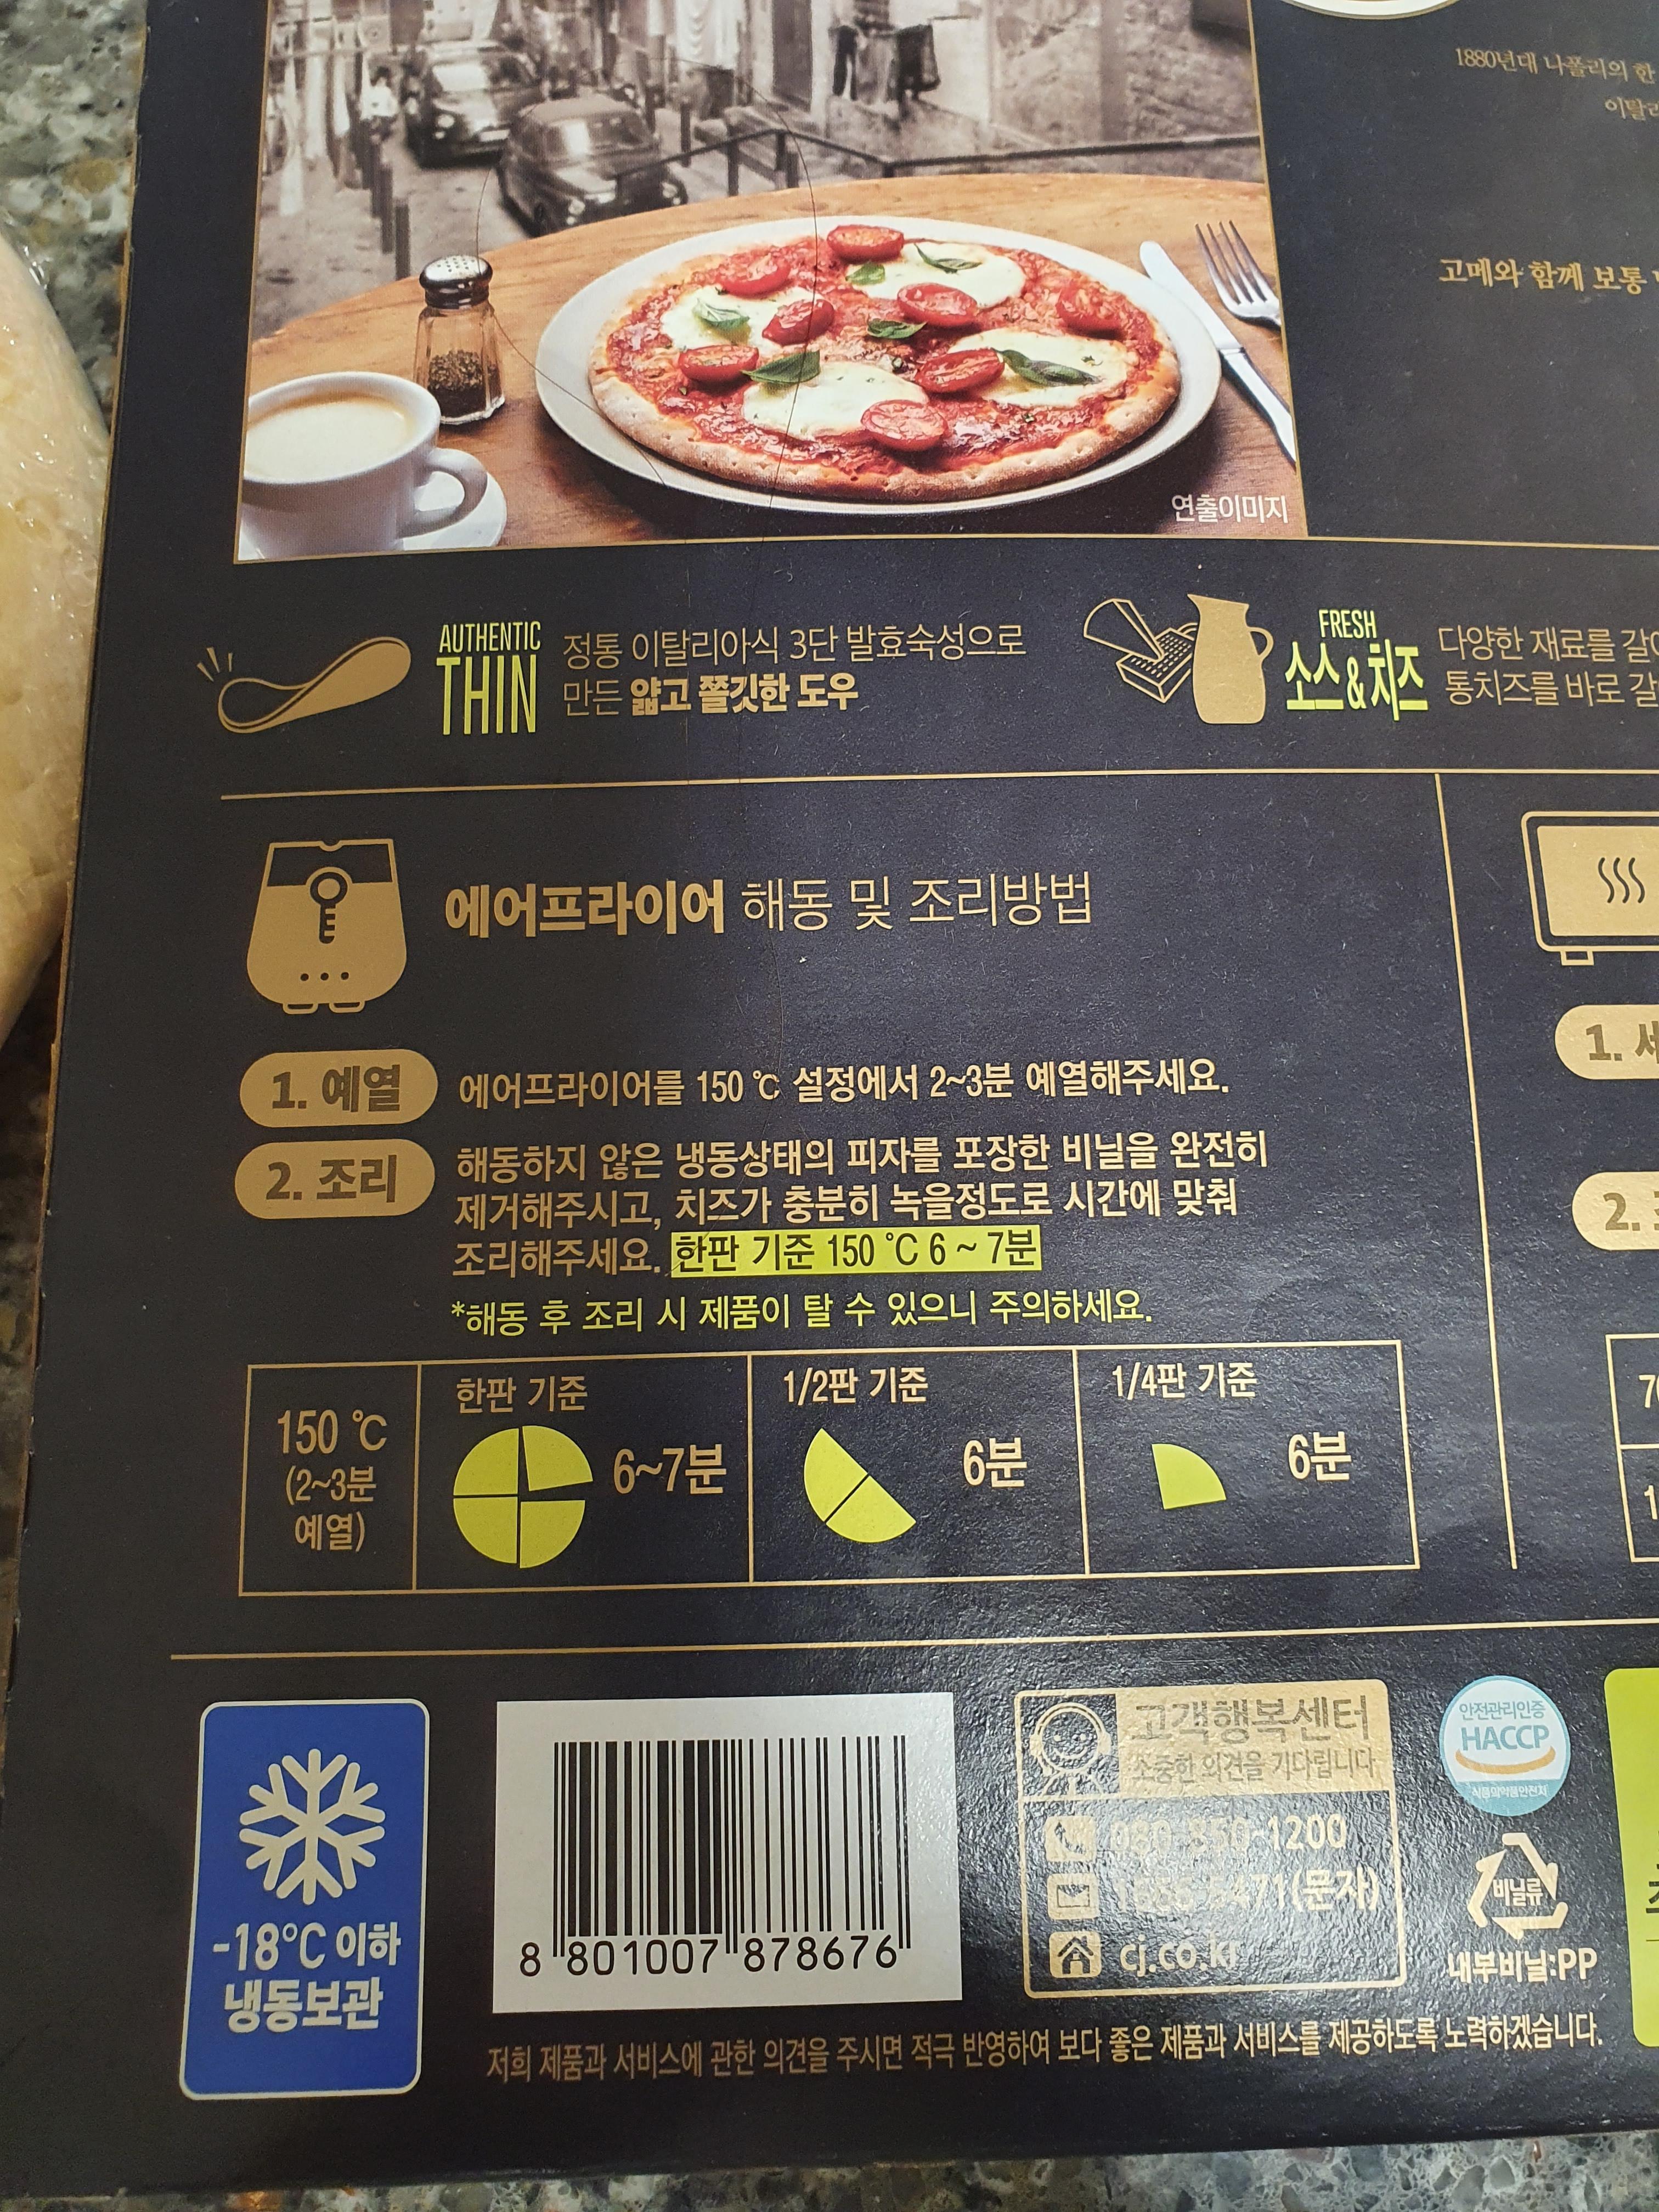 1880년대 나폴리의 한
고메와 함께 보통
연출이미지
AUTHENTIC
THIN
정통 이탈리아식 3단 발효숙성으로
만든 얇고 쫄깃한 도우
FRESH
소스&치즈
다양한 재료를
통치즈를 바로
에어프라이어 해동 및 조리방법
1. 예열
에어프라이어를 150 ℃ 설정에서 2~3분 예열해주세요.
2. 조리
해동하지 않은 냉동상태의 피자를 포장한 비닐을 완전히
제거해주시고, 치즈가 충분히 녹을정도로 시간에 맞춰
조리해주세요. 한판 기준 150 ℃ 6 ~ 7분
*해동 후 조리 시 제품이 탈 수 있으니 주의하세요.
150 ℃
(2~3분
예열)
한판 기준
6~7분
1/2판 기준
6분
1/4판 기준
6분
1.
2.
-18℃ 이하
냉동보관
8 801007 878676
고객행복센터
소중한 의견을 기다립니다
080-850-1200
cj.co.kr
안전관리인증
HACCP
식품의약품안전처
비닐류
내부비닐:PP
저희 제품과 서비스에 관한 의견을 주시면 적극 반영하여 보다 좋은 제품과 서비스를 제공하도록 노력하겠습니다.